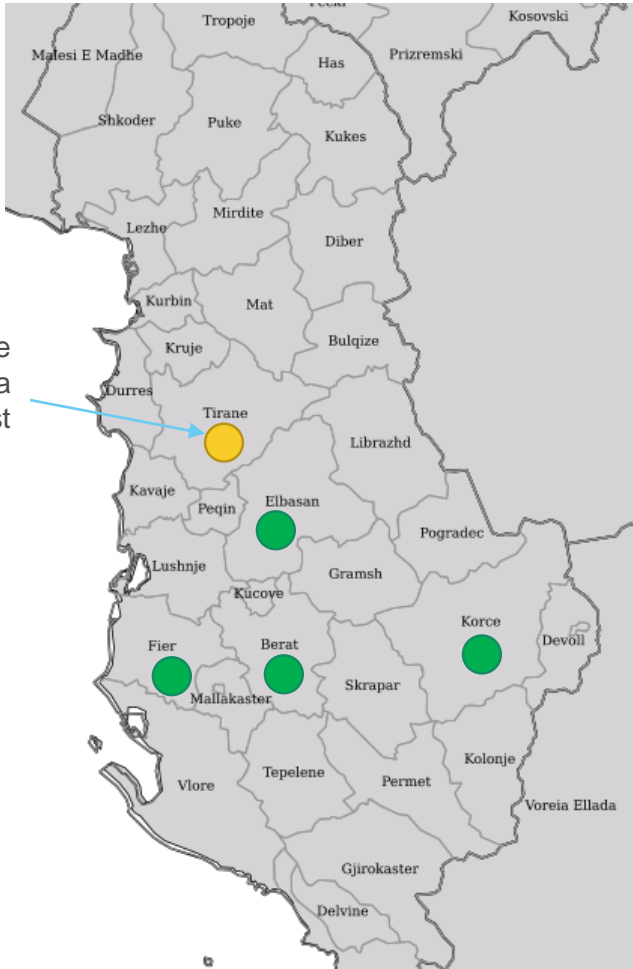 Tropoje
Kosovski
Malesi E Madhe
Has
Prizremski
Shkoder
Puke
Kukes
Mirdite
Lezhe
Diber
Kurbin
Mat
Kruje
Bulqize
e
a
st
Durres
Tirane
Librazhd
Kavaje
Peqin
Elbasan
Pogradec
Lushnje
Gramsh
Kucove
Korce
Fier
Berat
Devoll
Skrapar
Mallakaster
Kolonje
Tepelene
Permet
Vlore
Voreia Ellada
Gjirokaster
Delvine